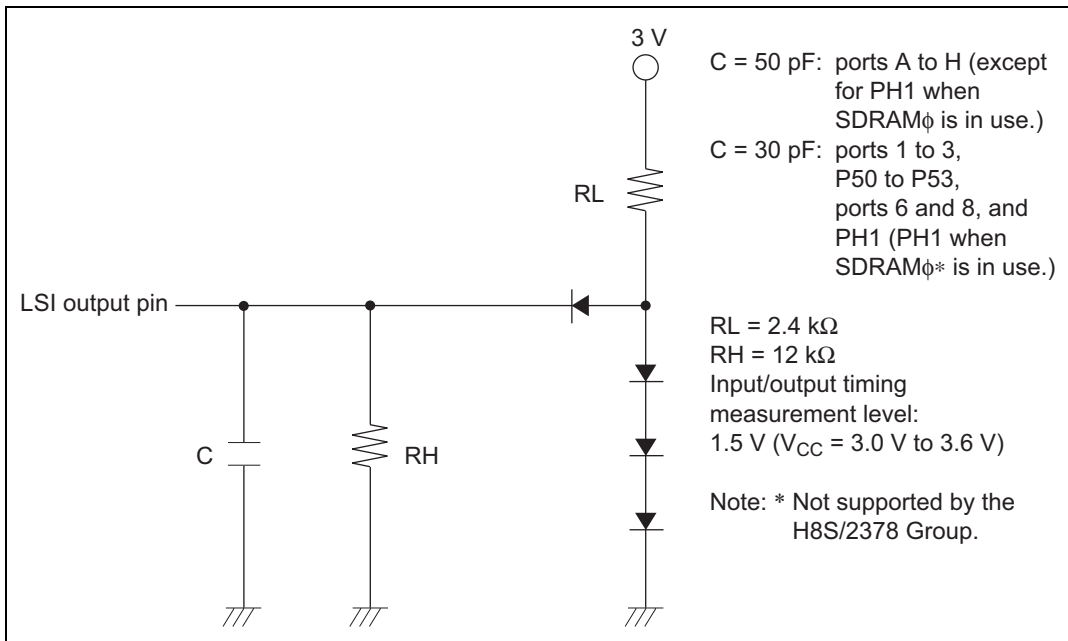 3 V
C = 50 pF: ports A to H (except
for PH1 when
SDRAMϕ is in use.)
C = 30 pF: ports 1 to 3,
P50 to P53,
ports 6 and 8, and
PH1 (PH1 when
SDRAMϕ* is in use.)
RL
LSI output pin
RL = 2.4 kΩ
RH = 12 kΩ
Input/output timing
measurement level:
1.5 V (VCC = 3.0 V to 3.6 V)
C
RH
Note: * Not supported by the
H8S/2378 Group.